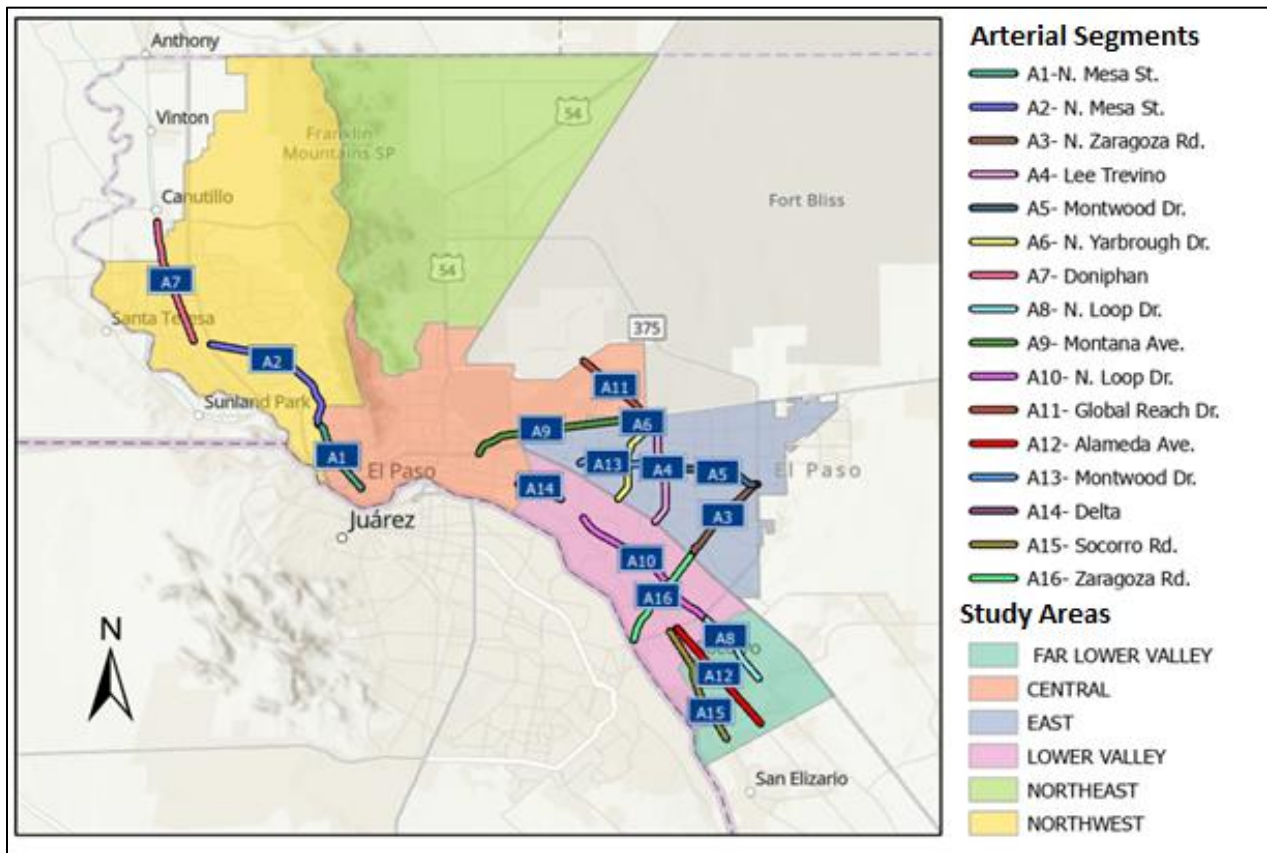 Anthony
Vinton
Franklin
Mountains SP
54
Canutillo
Fort Bliss
54
A7
Santa Teresa
375
A2
A11
Sunland Park
A6
A9
A1
El Paso
A13
A4
A5
El Paso
A14
Juárez
A3
A10
A16
N
A8
A12
A15
San Elizario
Arterial Segments
A1-N. Mesa St.
A2- N. Mesa St.
A3- N. Zaragoza Rd.
A4- Lee Trevino
A5- Montwood Dr.
A6- N. Yarbrough Dr.
A7- Doniphan
A8- N. Loop Dr.
A9- Montana Ave.
A10- N. Loop Dr.
A11- Global Reach Dr.
A12- Alameda Ave.
A13- Montwood Dr.
A14- Delta
A15- Socorro Rd.
A16- Zaragoza Rd.
Study Areas
FAR LOWER VALLEY
CENTRAL
EAST
LOWER VALLEY
NORTHEAST
NORTHWEST